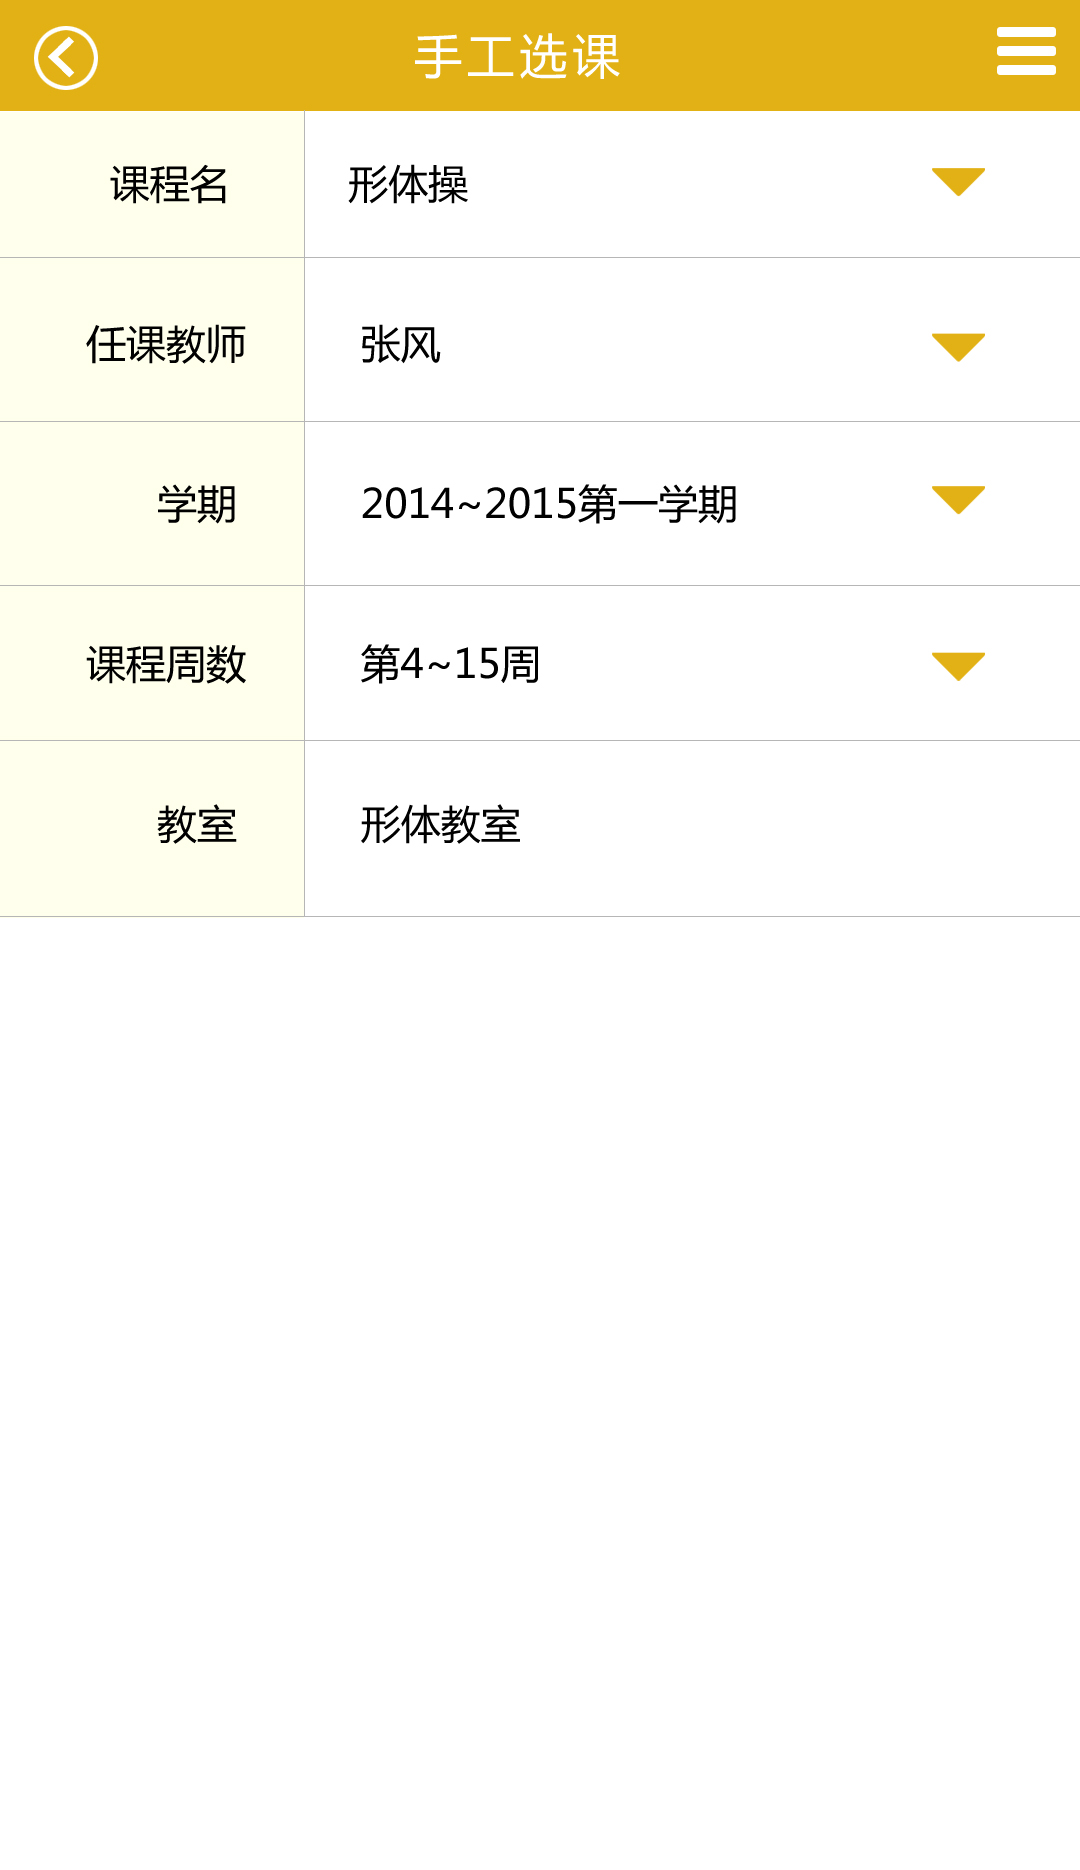 手工选课
课程名 形体操
任课教师 张风
学期 2014~2015第一学期
课程周数 第4~15周
教室 形体教室